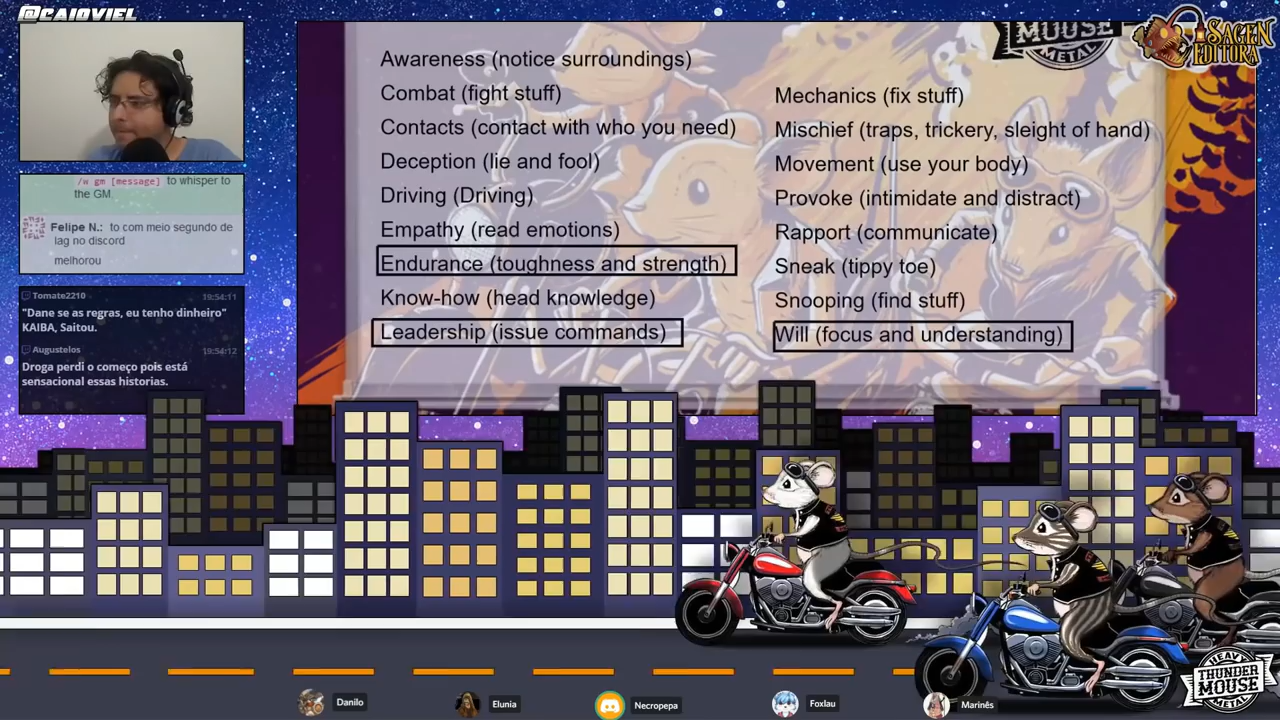 @CAIOVIEL
/w gm [message] to whisper to
the GM.
Felipe N.: to com meio segundo de
lag no discord
melhorou
Tomate2210 19:54:11
"Dane se as regras, eu tenho dinheiro"
KAIBA, Saitou.
Augustelos 19:54:12
Droga perdi o começo pois está
sensacional essas historias.
Awareness (notice surroundings)
Combat (fight stuff)
Contacts (contact with who you need)
Deception (lie and fool)
Driving (Driving)
Empathy (read emotions)
Endurance (toughness and strength)
Know-how (head knowledge)
Leadership (issue commands)
Mechanics (fix stuff)
Mischief (traps, trickery, sleight of hand)
Movement (use your body)
Provoke (intimidate and distract)
Rapport (communicate)
Sneak (tippy toe)
Snooping (find stuff)
Will (focus and understanding)
MOUSE
METAL
SAGEN
EDITORA
HEAVY
THUNDER
MOUSE
METAL
Danilo
Elunia
Necropepa
Foxlau
Marinês